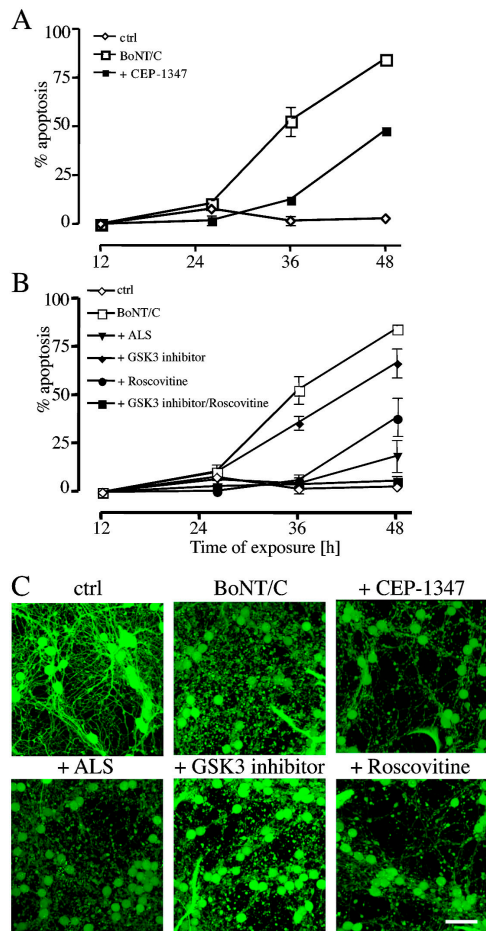 A
ctrl
BoNT/C
+ CEP-1347
% apoptosis
100
75
50
25
0
12 24 36 48
B
ctrl
BoNT/C
+ ALS
+ GSK3 inhibitor
+ Roscovitine
+ GSK3 inhibitor/Roscovitine
% apoptosis
100
75
50
25
0
12 24 36 48
Time of exposure [h]
C
ctrl BoNT/C + CEP-1347
+ ALS + GSK3 inhibitor + Roscovitine